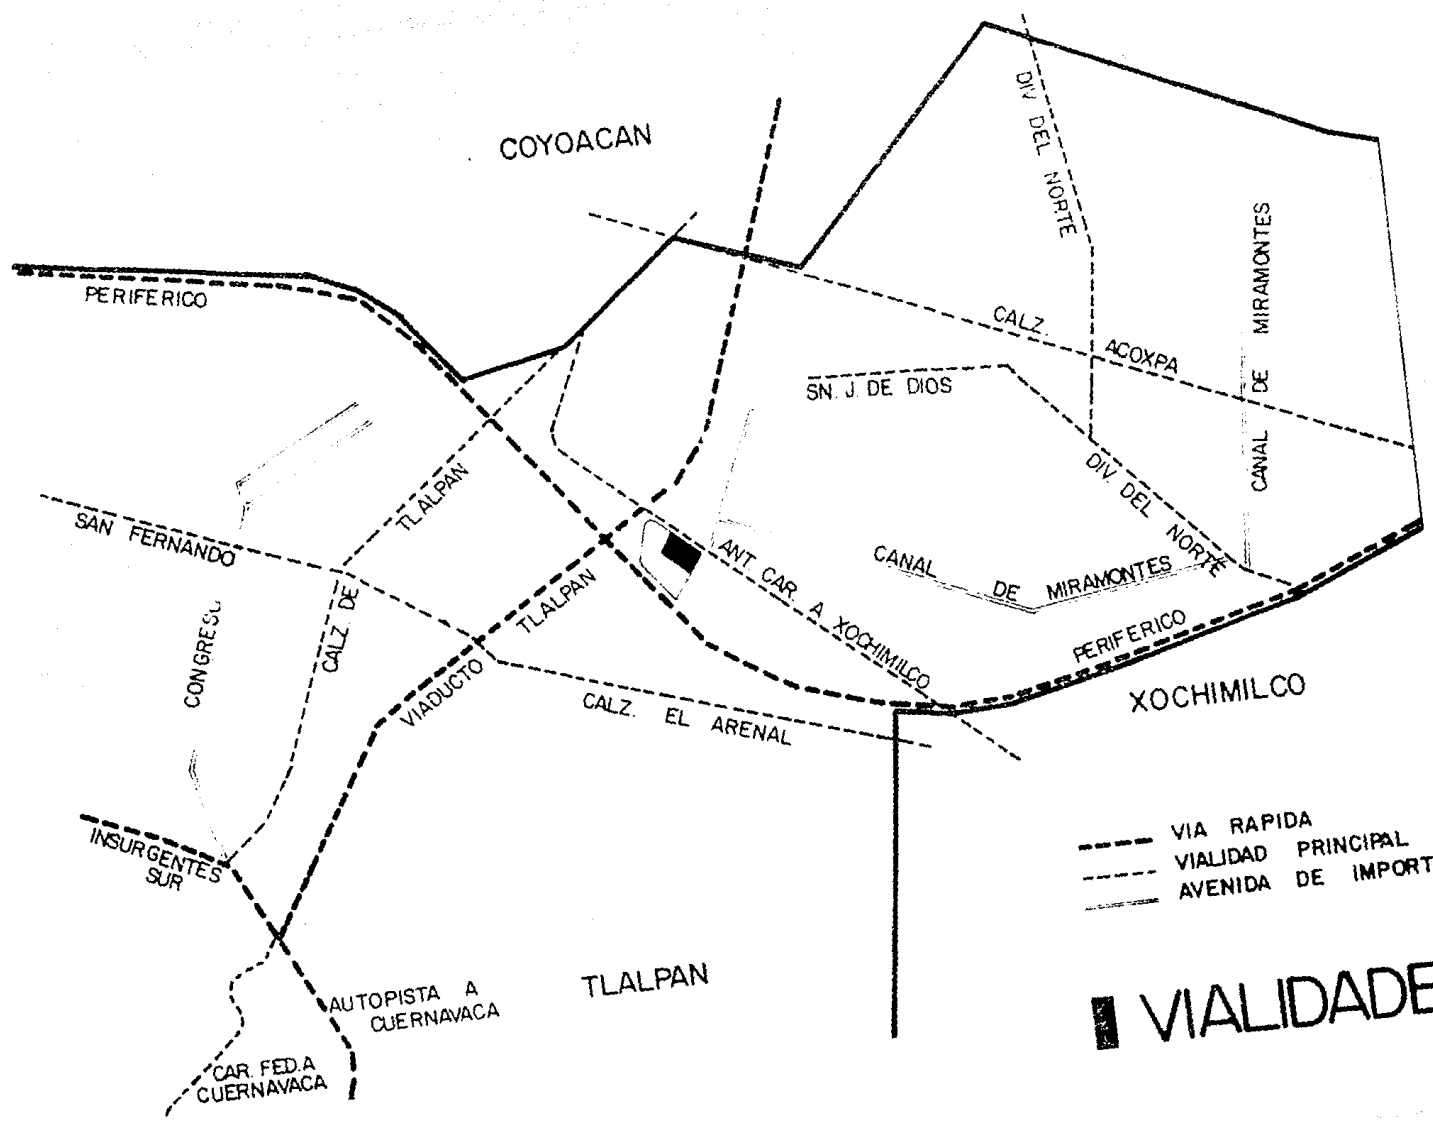 COYOACAN
DIV DEL NORTE
CANAL DE MIRAMONTES
PERIFERICO
CALZ. ACOXPA
SN. J. DE DIOS
TLALPAN
DIV. DEL NORTE
SAN FERNANDO
ANT. CAR. A XOCHIMILCO
CANAL DE MIRAMONTES
TLALPAN
CALZ. DE
CONGRESO
PERIFERICO
VIADUCTO
CALZ. EL ARENAL
XOCHIMILCO
INSURGENTES
SUR
VIA RAPIDA
VIALIDAD PRINCIPAL
AVENIDA DE IMPORT
TLALPAN
AUTOPISTA A
CUERNAVACA
VIALIDADE
CAR. FED. A
CUERNAVACA